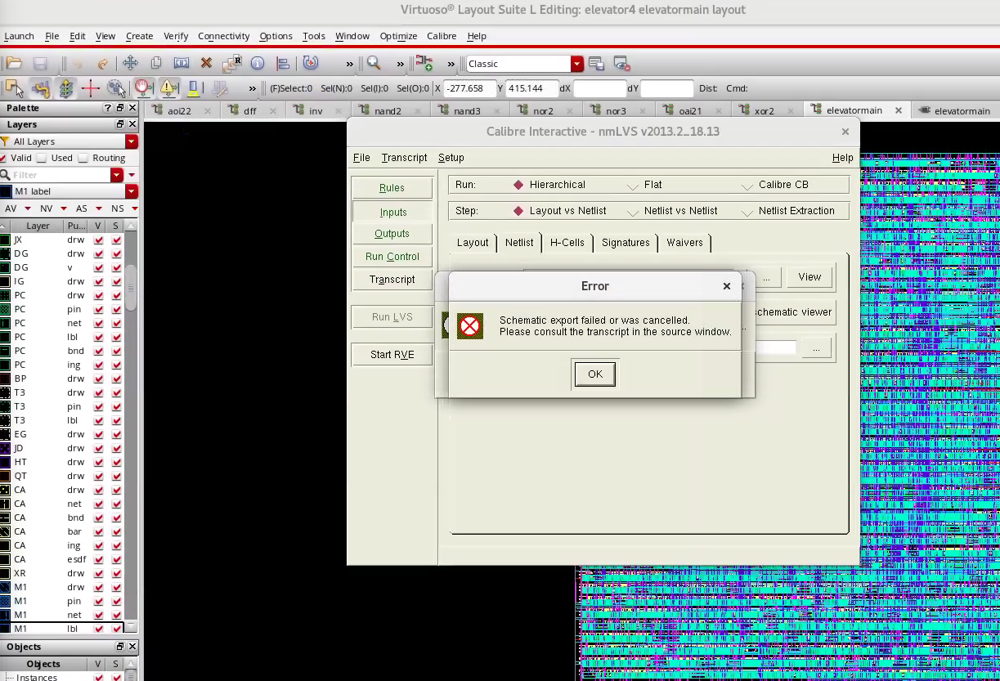 Virtuoso® Layout Suite L Editing: elevator4 elevatormain layout
Launch File Edit View Create Verify Connectivity Options Tools Window Optimize Calibre Help
» » » Classic
» (F)Select:0 Sel(N):0 Sel(I):0 Sel(O):0 X -277.658 Y 415.144 dX dY Dist: Cmd:
Palette ?
aoi22 dff inv nand2 nand3 nor2 nor3 oai21 xor2 elevatormain elevatormain
Layers
All Layers
Valid Used Routing
Filter
M1 label
AV NV AS NS
Layer Pu... V S
JX drw
DG drw
DG v
IG drw
PC drw
PC pin
PC net
PC lbl
PC bnd
PC ing
BP drw
T3 drw
T3 pin
T3 lbl
EG drw
JD drw
HT drw
QT drw
CA drw
CA net
CA bnd
CA bar
CA ing
CA esdf
XR drw
M1 drw
M1 pin
M1 net
M1 lbl
Objects
Objects V S
Instances
Calibre Interactive - nmLVS v2013.2_18.13
File Transcript Setup Help
Rules
Inputs
Outputs
Run Control
Transcript
Run LVS
Start RVE
Run: Hierarchical Flat Calibre CB
Step: Layout vs Netlist Netlist vs Netlist Netlist Extraction
Layout Netlist H-Cells Signatures Waivers
... View
schematic viewer
...
Error
Schematic export failed or was cancelled.
Please consult the transcript in the source window.
OK